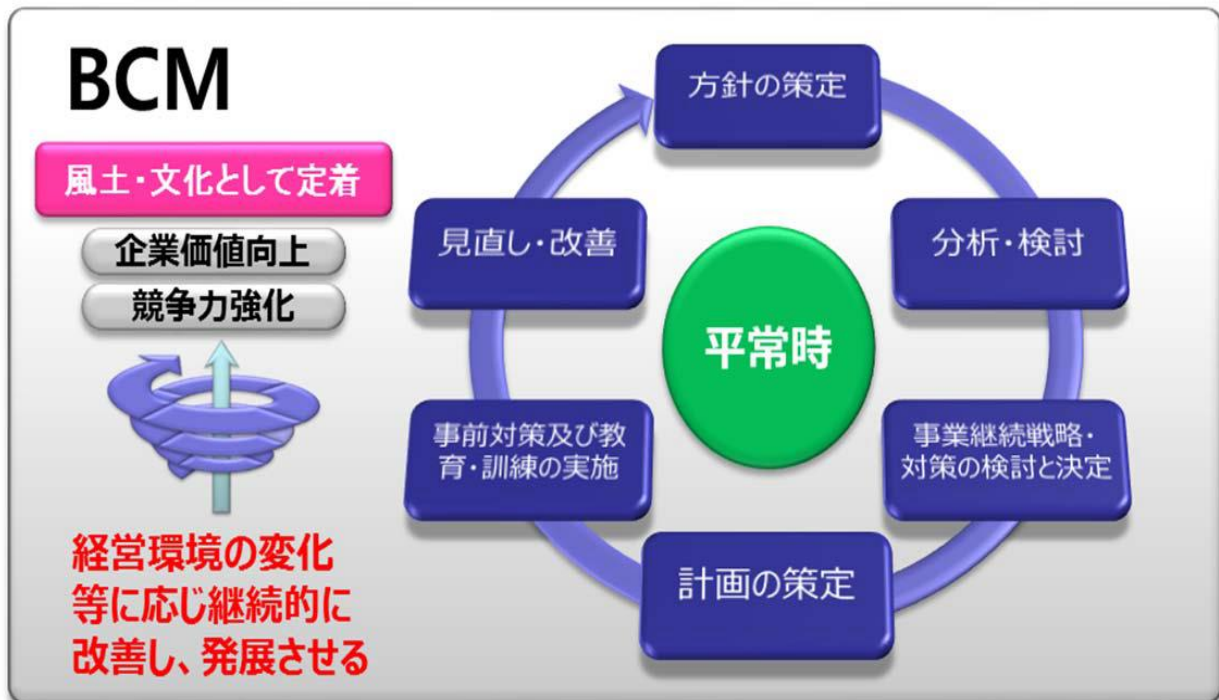 BCM
風土・文化として定着
企業価値向上
競争力強化
経営環境の変化
等に応じ継続的に
改善し、発展させる
方針の策定
分析・検討
事業継続戦略・
対策の検討と決定
計画の策定
事前対策及び教
育・訓練の実施
見直し・改善
平常時